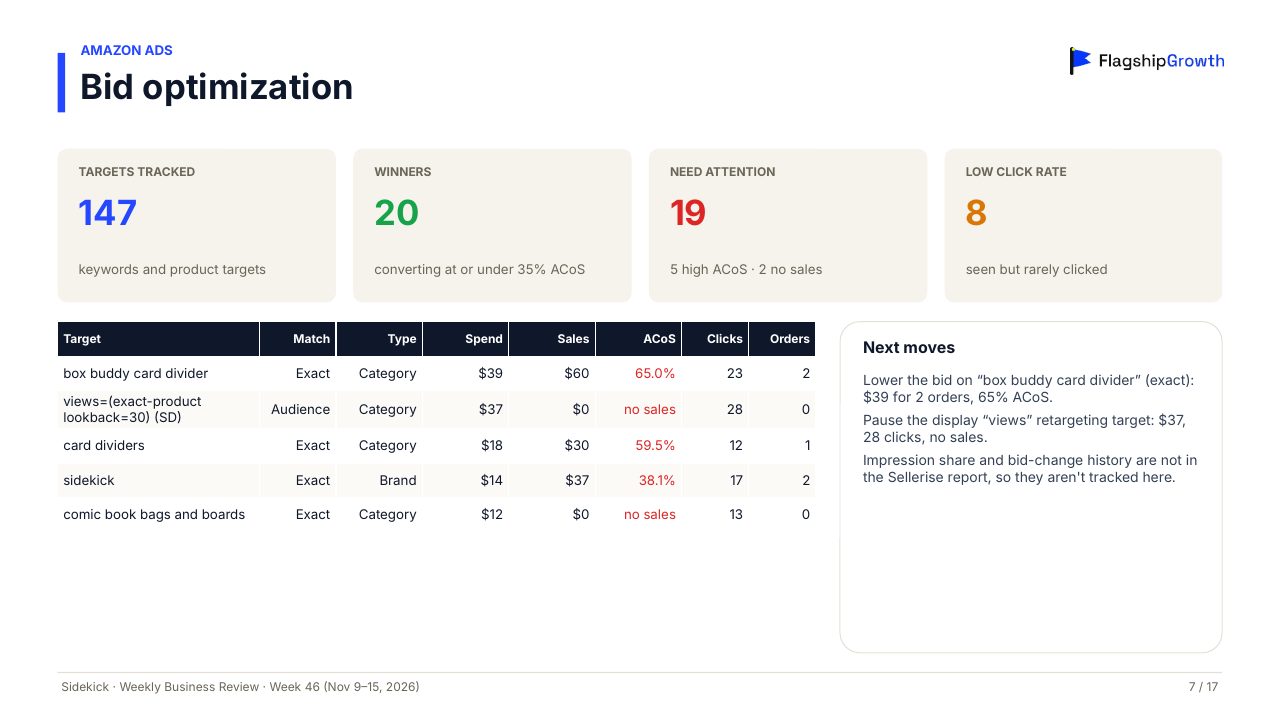 AMAZON ADS
Bid optimization
FlagshipGrowth
TARGETS TRACKED
147
keywords and product targets
WINNERS
20
converting at or under 35% ACoS
NEED ATTENTION
19
5 high ACoS · 2 no sales
LOW CLICK RATE
8
seen but rarely clicked
Target Match Type Spend Sales ACoS Clicks Orders
box buddy card divider Exact Category $39 $60 65.0% 23 2
views=(exact-product
lookback=30) (SD) Audience Category $37 $0 no sales 28 0
card dividers Exact Category $18 $30 59.5% 12 1
sidekick Exact Brand $14 $37 38.1% 17 2
comic book bags and boards Exact Category $12 $0 no sales 13 0
Next moves
Lower the bid on “box buddy card divider” (exact):
$39 for 2 orders, 65% ACoS.
Pause the display “views” retargeting target: $37,
28 clicks, no sales.
Impression share and bid-change history are not in
the Sellerise report, so they aren't tracked here.
Sidekick · Weekly Business Review · Week 46 (Nov 9–15, 2026)
7 / 17